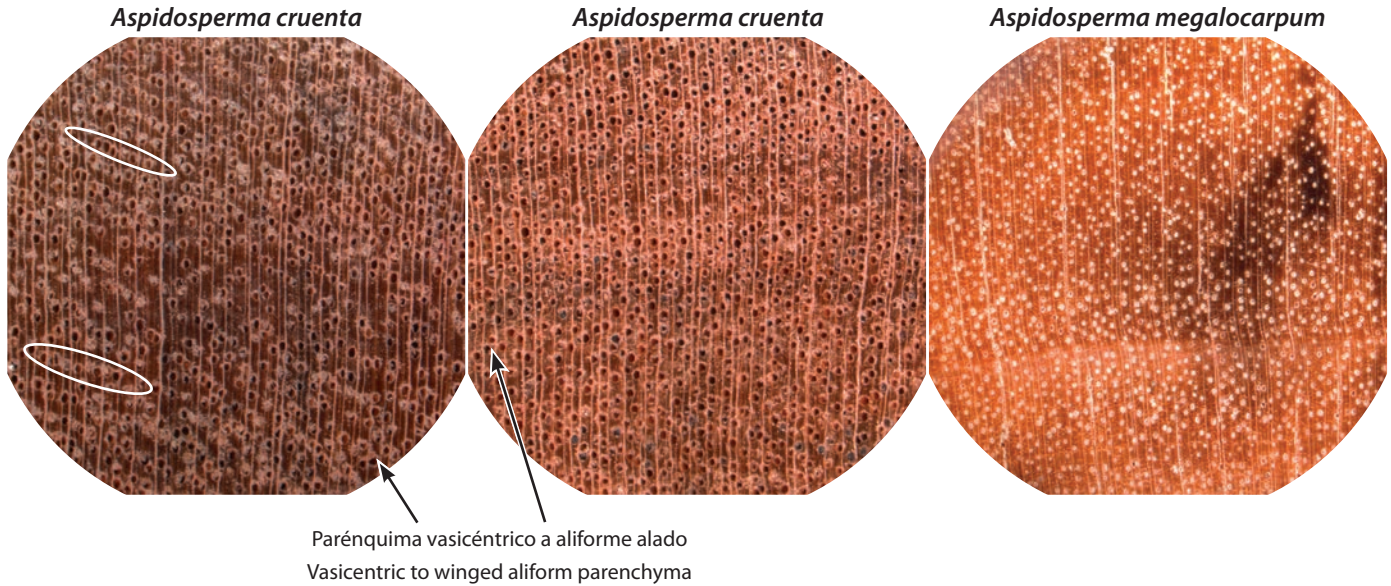 Aspidosperma cruenta
Aspidosperma cruenta
Aspidosperma megalocarpum
Parénquima vasicéntrico a aliforme alado
Vasicentric to winged aliform parenchyma